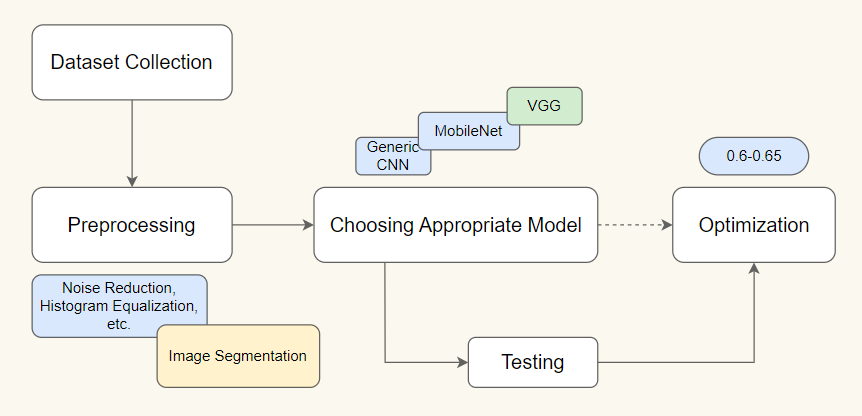 Dataset Collection
VGG
MobileNet
Generic
CNN
0.6-0.65
Preprocessing
Choosing Appropriate Model
Optimization
Noise Reduction,
Histogram Equalization,
etc.
Image Segmentation
Testing